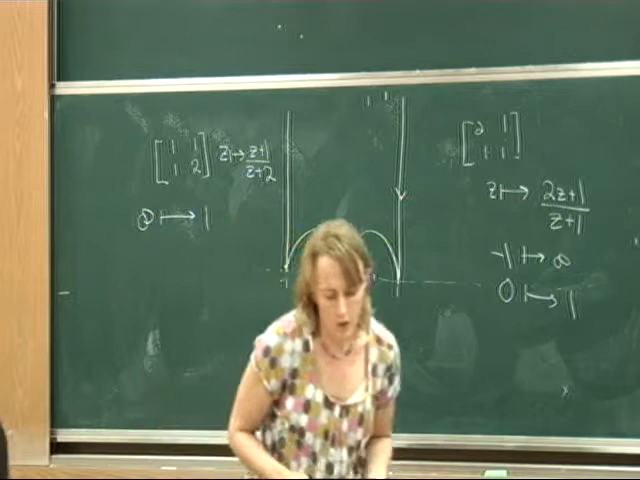 [1 1
1 2] z ↦ z+1/z+2
∞ ↦ 1
-1
[2 1
1 1]
z ↦ 2z+1/z+1
-1 ↦ ∞
0 ↦ 1